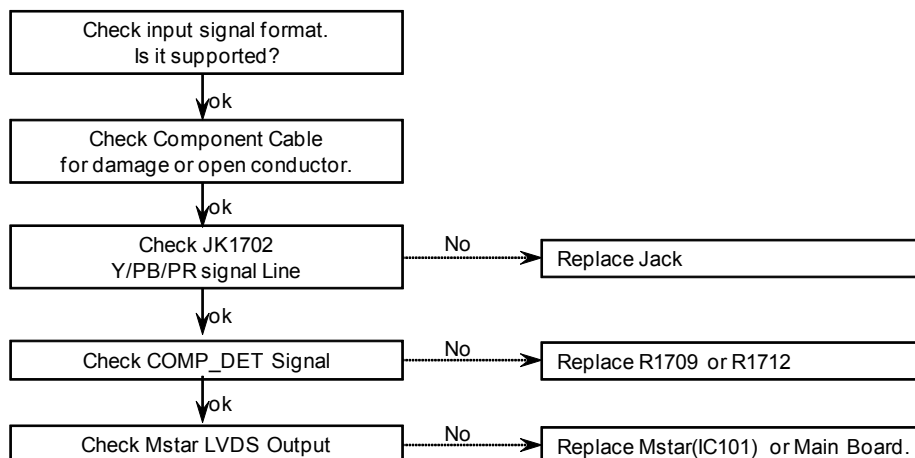 Check input signal format.
Is it supported?
ok
Check Component Cable
for damage or open conductor.
ok
Check JK1702
Y/PB/PR signal Line
No
Replace Jack
ok
Check COMP_DET Signal
No
Replace R1709 or R1712
ok
Check Mstar LVDS Output
No
Replace Mstar(IC101) or Main Board.